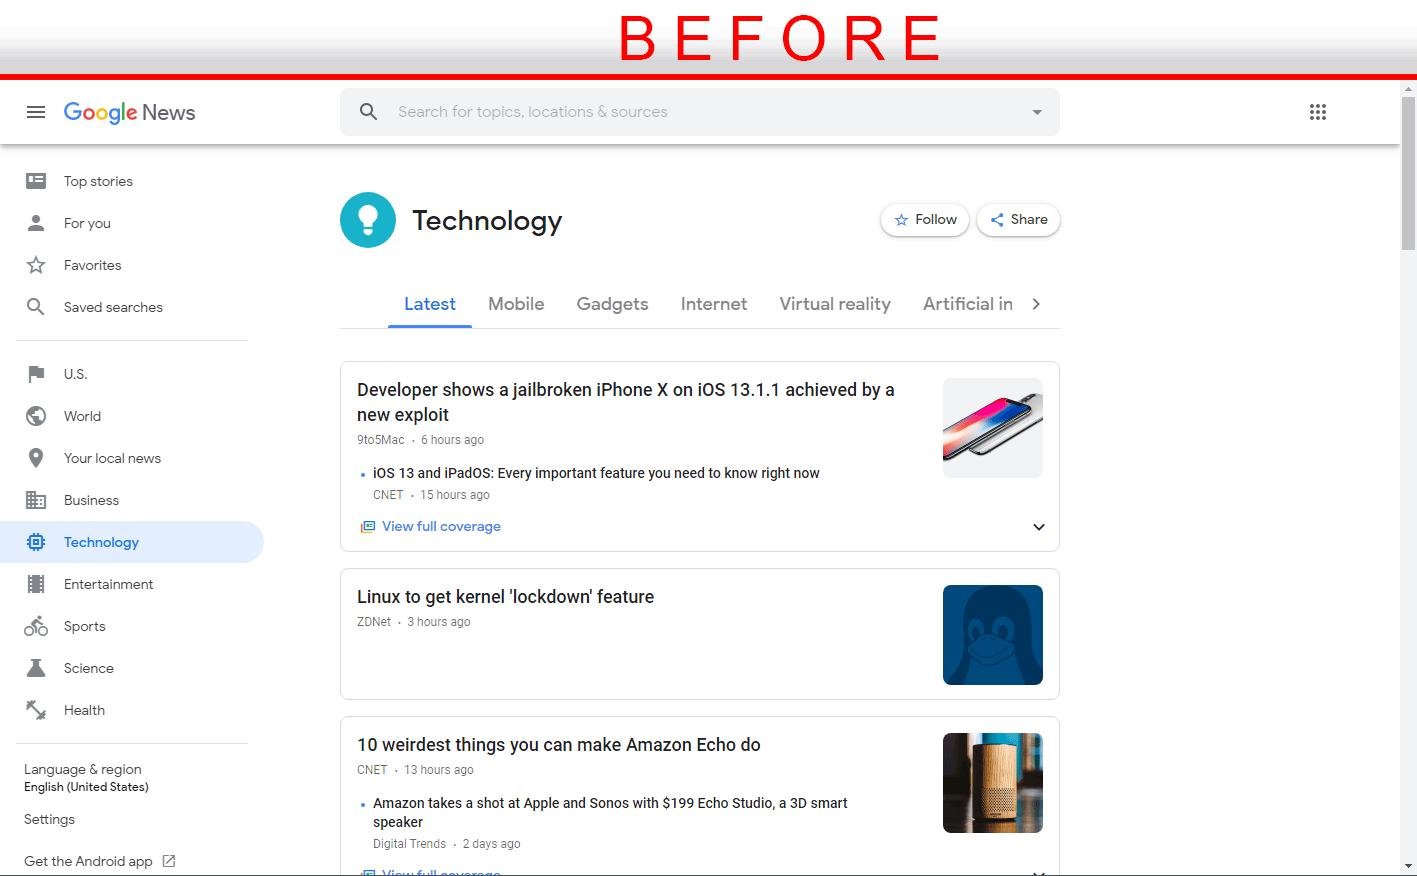 BEFORE
Google News
Search for topics, locations & sources
Top stories
For you
Favorites
Saved searches
U.S.
World
Your local news
Business
Technology
Entertainment
Sports
Science
Health
Language & region
English (United States)
Settings
Get the Android app
Technology
Follow
Share
Latest
Mobile
Gadgets
Internet
Virtual reality
Artificial in
Developer shows a jailbroken iPhone X on iOS 13.1.1 achieved by a
new exploit
9to5Mac · 6 hours ago
iOS 13 and iPadOS: Every important feature you need to know right now
CNET · 15 hours ago
View full coverage
Linux to get kernel 'lockdown' feature
ZDNet · 3 hours ago
10 weirdest things you can make Amazon Echo do
CNET · 13 hours ago
Amazon takes a shot at Apple and Sonos with $199 Echo Studio, a 3D smart
speaker
Digital Trends · 2 days ago
View full coverage